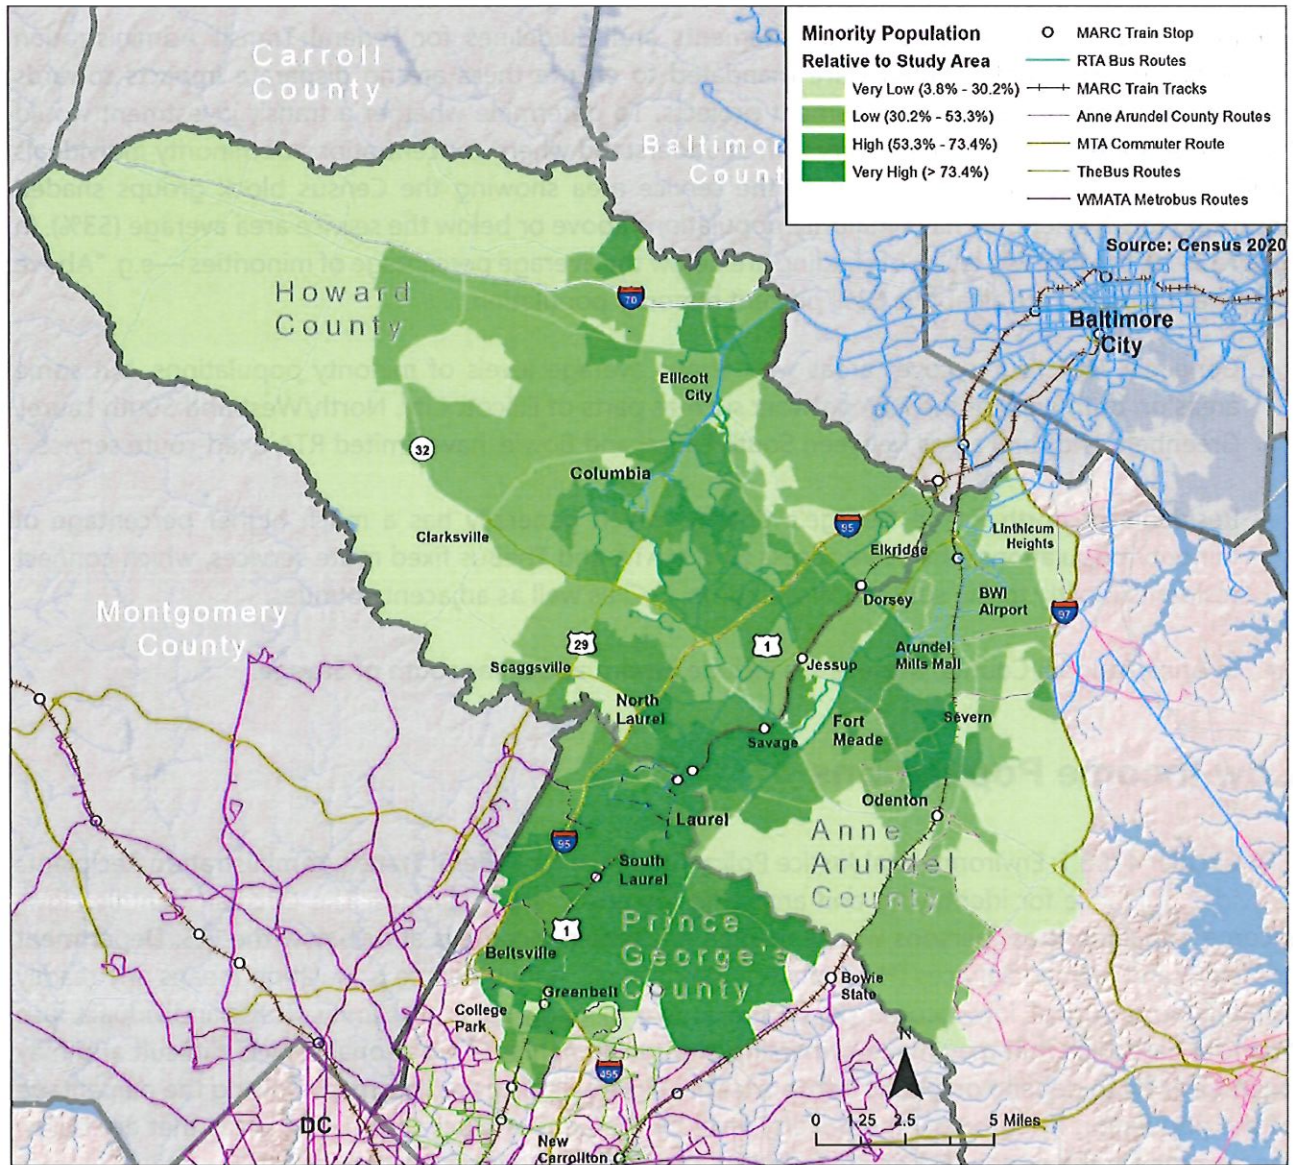 Carroll
County
Baltimo
Count
Minority Population
Relative to Study Area
Very Low (3.8% - 30.2%)
Low (30.2% - 53.3%)
High (53.3% - 73.4%)
Very High (> 73.4%)
MARC Train Stop
RTA Bus Routes
MARC Train Tracks
Anne Arundel County Routes
MTA Commuter Route
TheBus Routes
WMATA Metrobus Routes
Source: Census 2020
Howard
County
70
Baltimore
City
Ellicott
City
32
Columbia
95
Clarksville
Elkridge
Linthicum
Heights
Dorsey
BWI
Airport
97
Montgomery
County
29
1
Arundel
Mills Mall
Scaggsville
Jessup
North
Laurel
Fort
Meade
Severn
Savage
Odenton
Laurel
Anne
Arundel
County
95
South
Laurel
1
Prince
George's
County
Beltsville
Bowie
State
Greenbelt
College
Park
N
495
0 1.25 2.5 5 Miles
DC
New
Carrollton